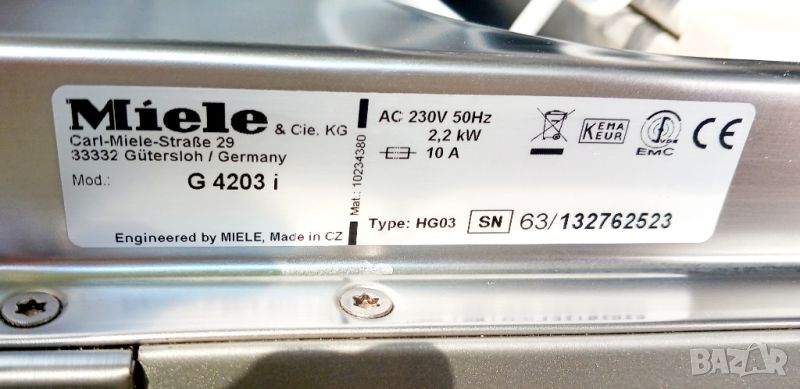 Miele & Cie. KG
Carl-Miele-Straße 29
33332 Gütersloh / Germany
Mod.: G 4203 i
Engineered by MIELE, Made in CZ
Mat.: 10234380
AC 230V 50Hz
2,2 kW
10 A
Type: HG03 SN 63/132762523
KEMA
KEUR
VDE
EMC
CE
BAZAR